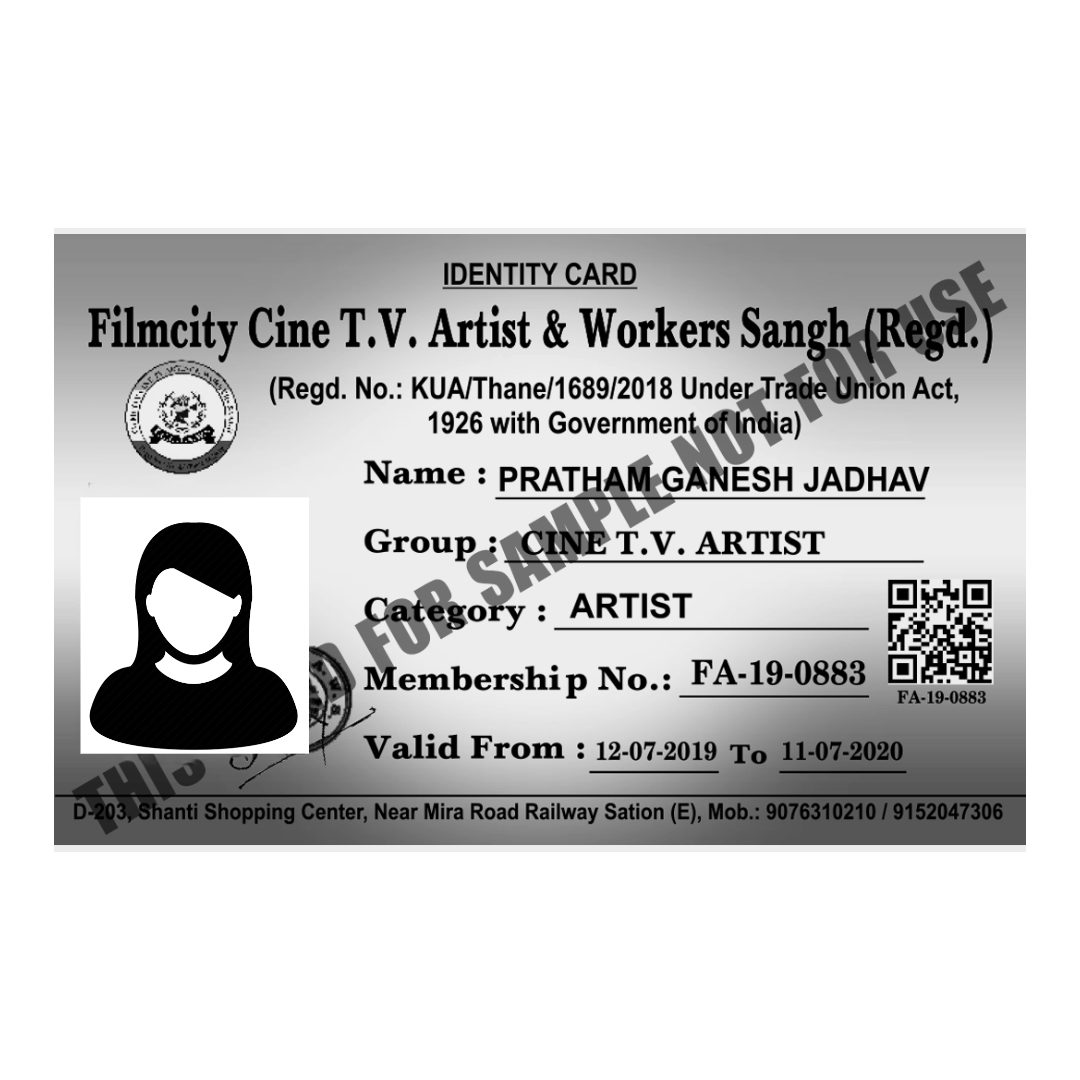 IDENTITY CARD
Filmcity Cine T.V. Artist & Workers Sangh (Regd.)
(Regd. No.: KUA/Thane/1689/2018 Under Trade Union Act,
1926 with Government of India)
Name : PRATHAM GANESH JADHAV
Group : CINE T.V. ARTIST
Category : ARTIST
Membership No.: FA-19-0883
FA-19-0883
Valid From : 12-07-2019 To 11-07-2020
D-203, Shanti Shopping Center, Near Mira Road Railway Sation (E), Mob.: 9076310210 / 9152047306
THIS FOR SAMPLE NOT FOR USE